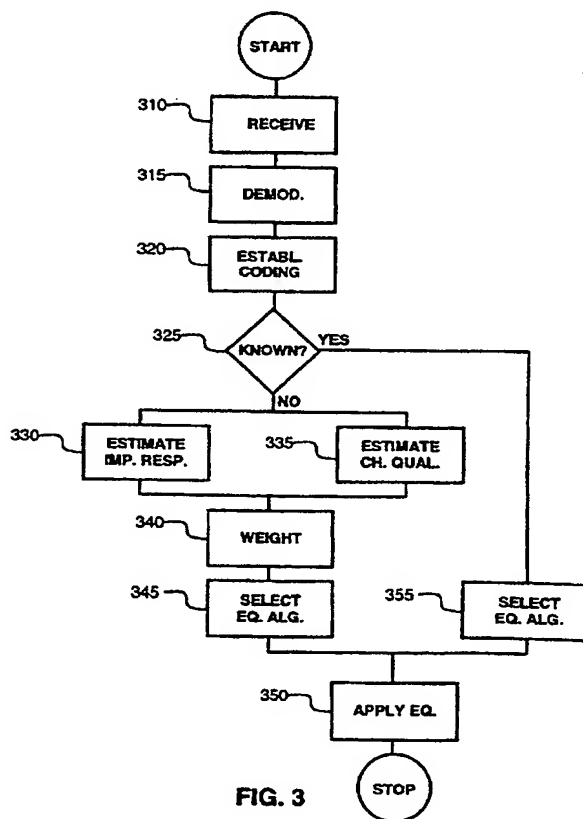 START
310
RECEIVE
315
DEMOD.
320
ESTABL.
CODING
325
KNOWN?
YES
NO
330
ESTIMATE
IMP. RESP.
335
ESTIMATE
CH. QUAL.
340
WEIGHT
345
SELECT
EQ. ALG.
355
SELECT
EQ. ALG.
350
APPLY EQ.
STOP
FIG. 3